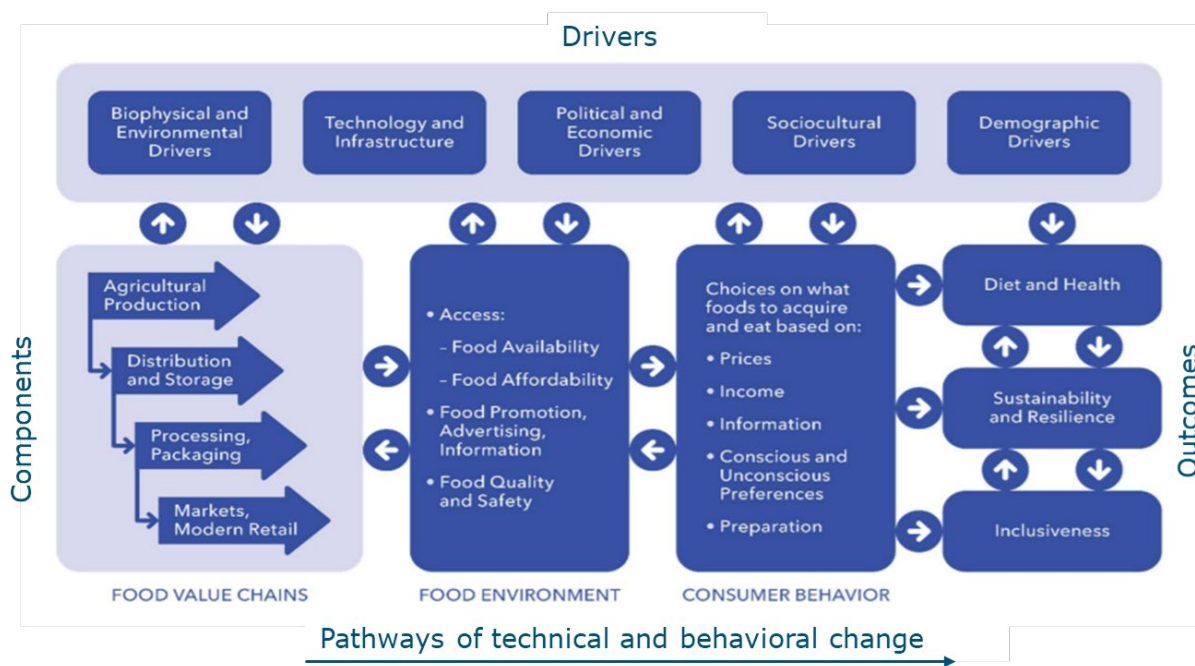 Drivers
Biophysical and
Environmental
Drivers
Technology and
Infrastructure
Political and
Economic
Drivers
Sociocultural
Drivers
Demographic
Drivers
Components
Agricultural
Production
Distribution
and Storage
Processing,
Packaging
Markets,
Modern Retail
FOOD VALUE CHAINS
• Access:
– Food Availability
– Food Affordability
• Food Promotion,
Advertising,
Information
• Food Quality
and Safety
FOOD ENVIRONMENT
Choices on what
foods to acquire
and eat based on:
• Prices
• Income
• Information
• Conscious and
Unconscious
Preferences
• Preparation
CONSUMER BEHAVIOR
Diet and Health
Sustainability
and Resilience
Inclusiveness
Outcomes
Pathways of technical and behavioral change